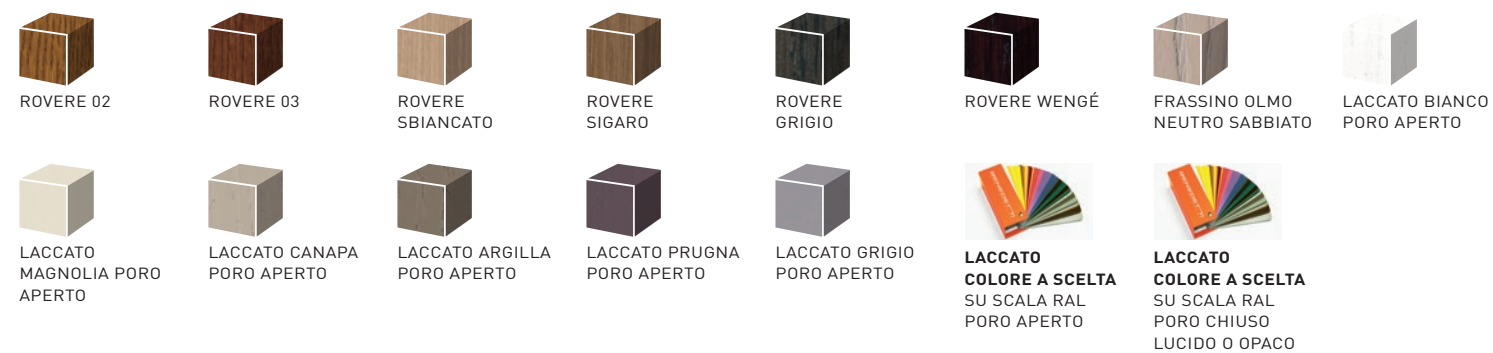 ROVERE 02
ROVERE 03
ROVERE
SBIANCATO
ROVERE
SIGARO
ROVERE
GRIGIO
ROVERE WENGÉ
FRASSINO OLMO
NEUTRO SABBIATO
LACCATO BIANCO
PORO APERTO
LACCATO
MAGNOLIA PORO
APERTO
LACCATO CANAPA
PORO APERTO
LACCATO ARGILLA
PORO APERTO
LACCATO PRUGNA
PORO APERTO
LACCATO GRIGIO
PORO APERTO
LACCATO
COLORE A SCELTA
SU SCALA RAL
PORO APERTO
LACCATO
COLORE A SCELTA
SU SCALA RAL
PORO CHIUSO
LUCIDO O OPACO